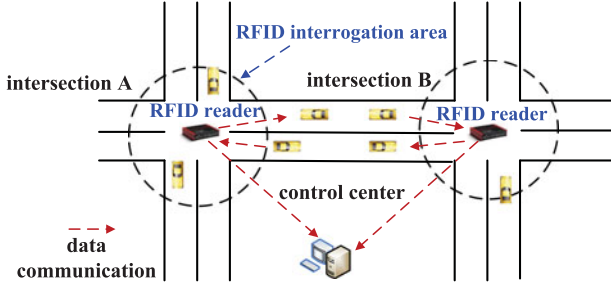 RFID interrogation area
intersection A
intersection B
RFID reader
RFID reader
control center
data
communication